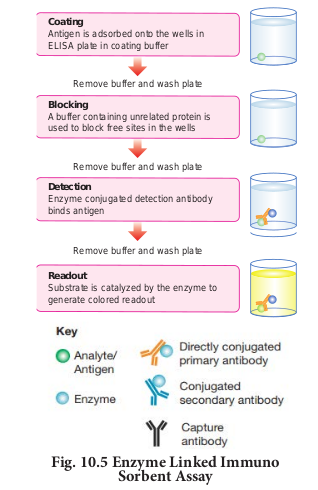 Coating
Antigen is adsorbed onto the wells in
ELISA plate in coating buffer
Remove buffer and wash plate
Blocking
A buffer containing unrelated protein is
used to block free sites in the wells
Remove buffer and wash plate
Detection
Enzyme conjugated detection antibody
binds antigen
Remove buffer and wash plate
Readout
Substrate is catalyzed by the enzyme to
generate colored readout
Key
Analyte/
Antigen
Directly conjugated
primary antibody
Enzyme
Conjugated
secondary antibody
Capture
antibody
Fig. 10.5 Enzyme Linked Immuno
Sorbent Assay